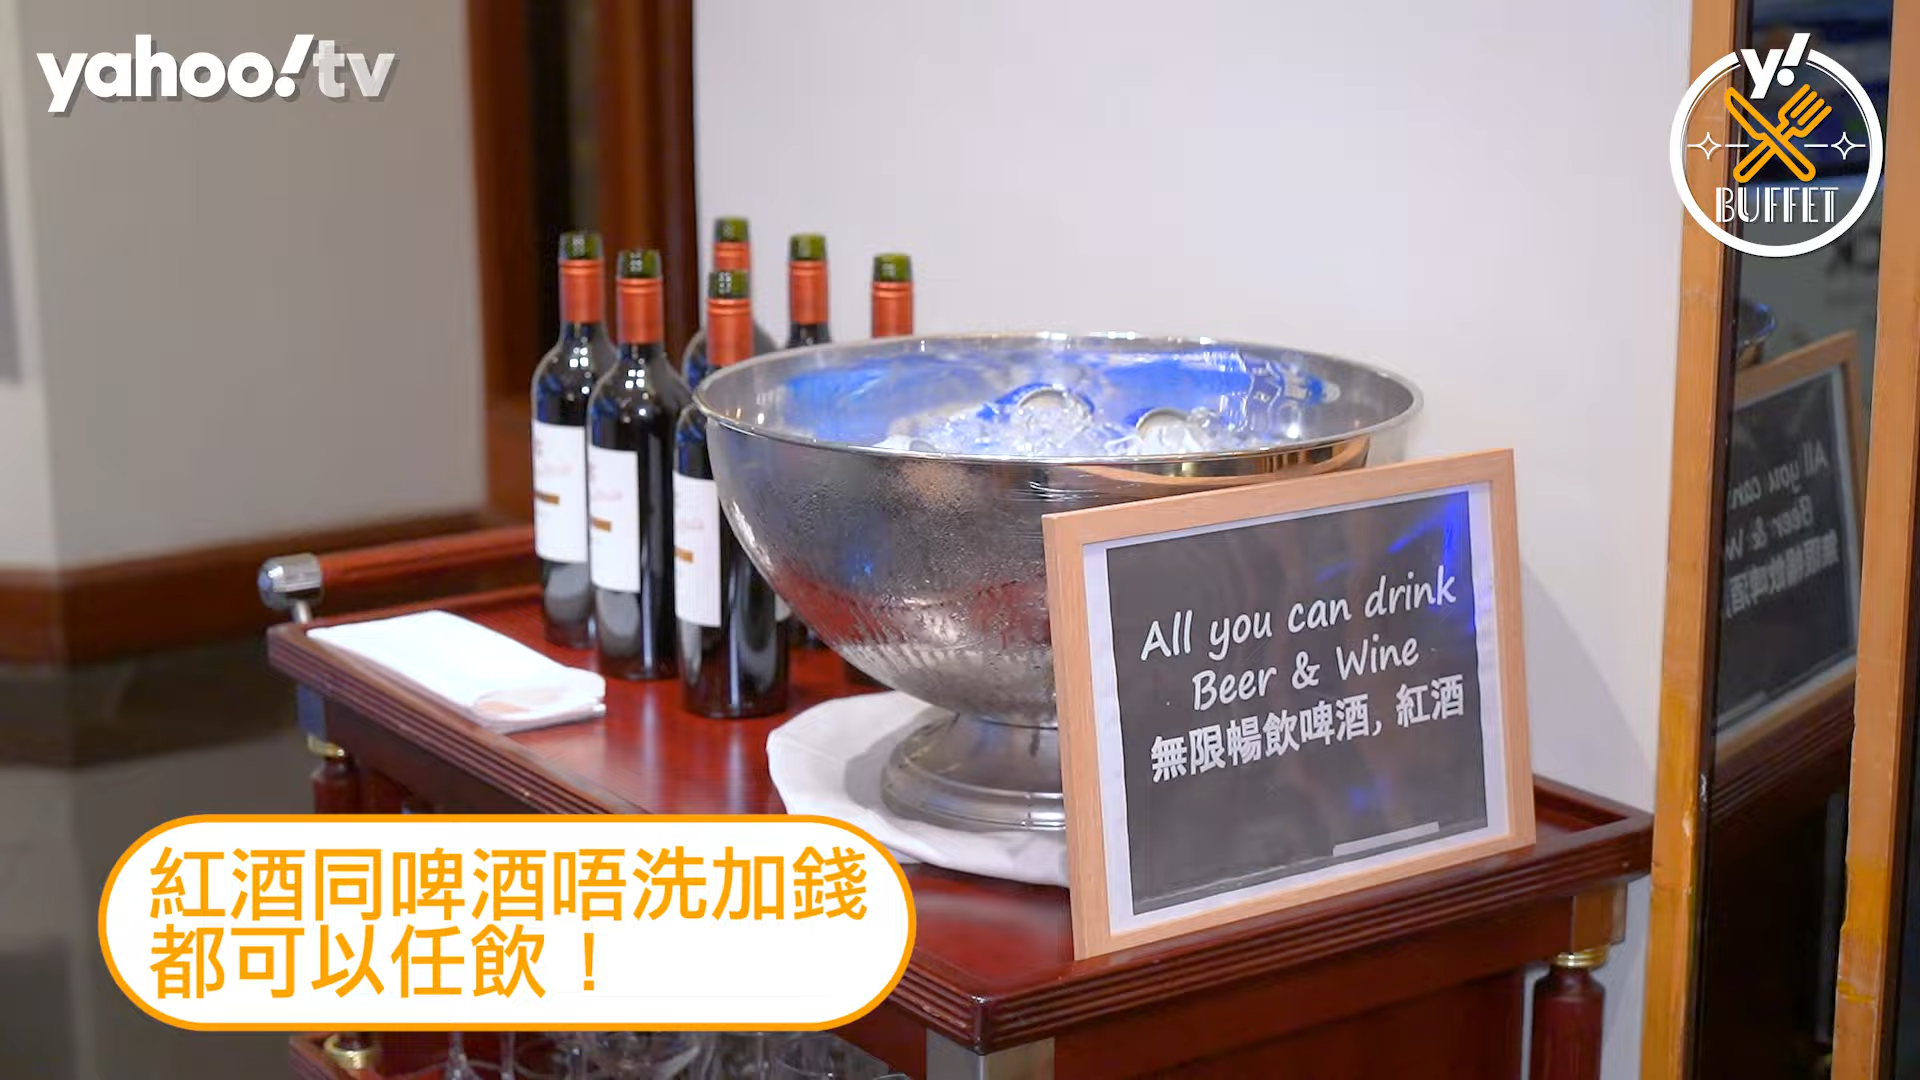 yahoo!tv
y!
BUFFET
All you can drink
Beer & Wine
無限暢飲啤酒, 紅酒
紅酒同啤酒唔洗加錢
都可以任飲！